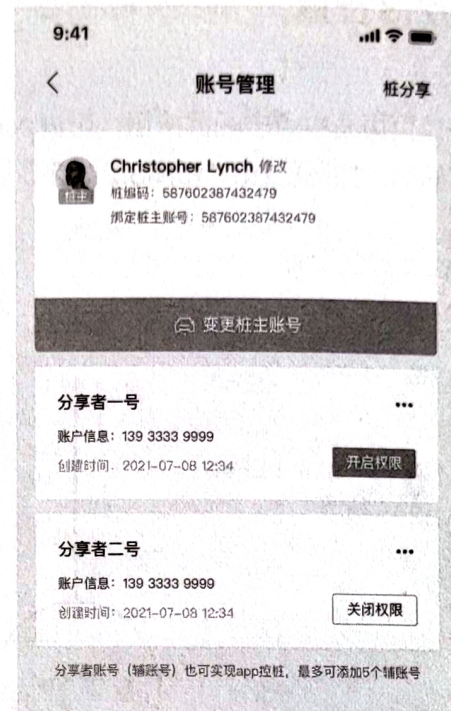 9:41
账号管理
桩分享
Christopher Lynch 修改
桩主
桩编码：587602387432479
绑定桩主账号：587602387432479
变更桩主账号
分享者一号
账户信息：139 3333 9999
创建时间：2021-07-08 12:34
开启权限
分享者二号
账户信息：139 3333 9999
创建时间：2021-07-08 12:34
关闭权限
分享者账号（辅账号）也可实现app控桩，最多可添加5个辅账号